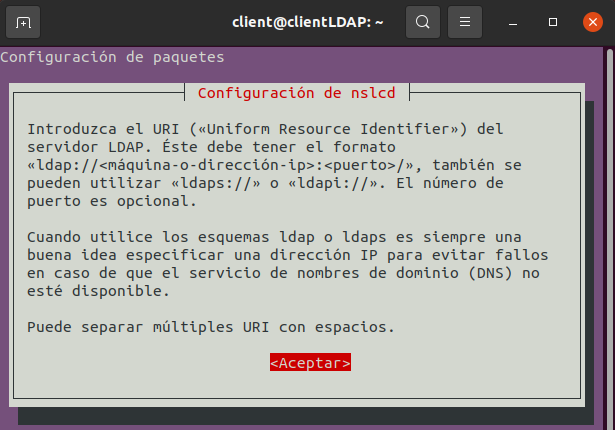 client@clientLDAP: ~
Configuración de paquetes
Configuración de nslcd
Introduzca el URI («Uniform Resource Identifier») del
servidor LDAP. Éste debe tener el formato
«ldap://<máquina-o-dirección-ip>:<puerto>/», también se
pueden utilizar «ldaps://» o «ldapi://». El número de
puerto es opcional.
Cuando utilice los esquemas ldap o ldaps es siempre una
buena idea especificar una dirección IP para evitar fallos
en caso de que el servicio de nombres de dominio (DNS) no
esté disponible.
Puede separar múltiples URI con espacios.
<Aceptar>